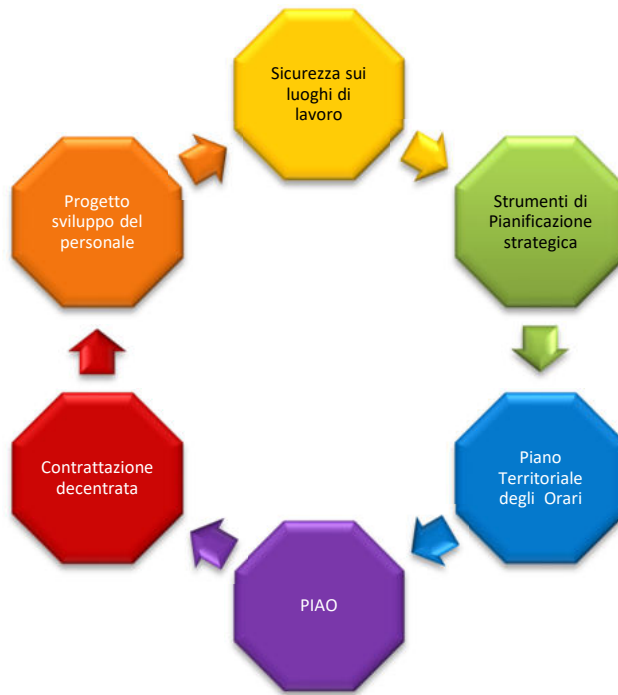 Sicurezza sui
luoghi di
lavoro
Strumenti di
Pianificazione
strategica
Piano
Territoriale
degli Orari
PIAO
Contrattazione
decentrata
Progetto
sviluppo del
personale